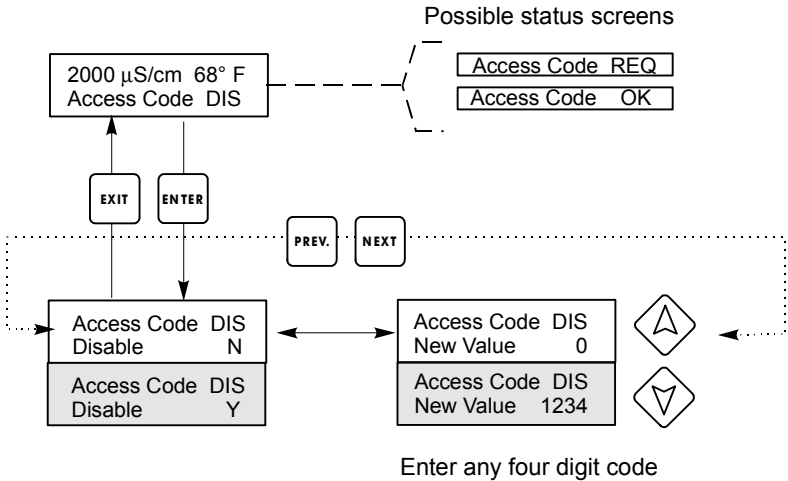 Possible status screens
2000 μS/cm 68° F
Access Code DIS
Access Code REQ
Access Code OK
EXIT
ENTER
PREV.
NEXT
Access Code DIS
Disable N
Access Code DIS
Disable Y
Access Code DIS
New Value 0
Access Code DIS
New Value 1234
Enter any four digit code